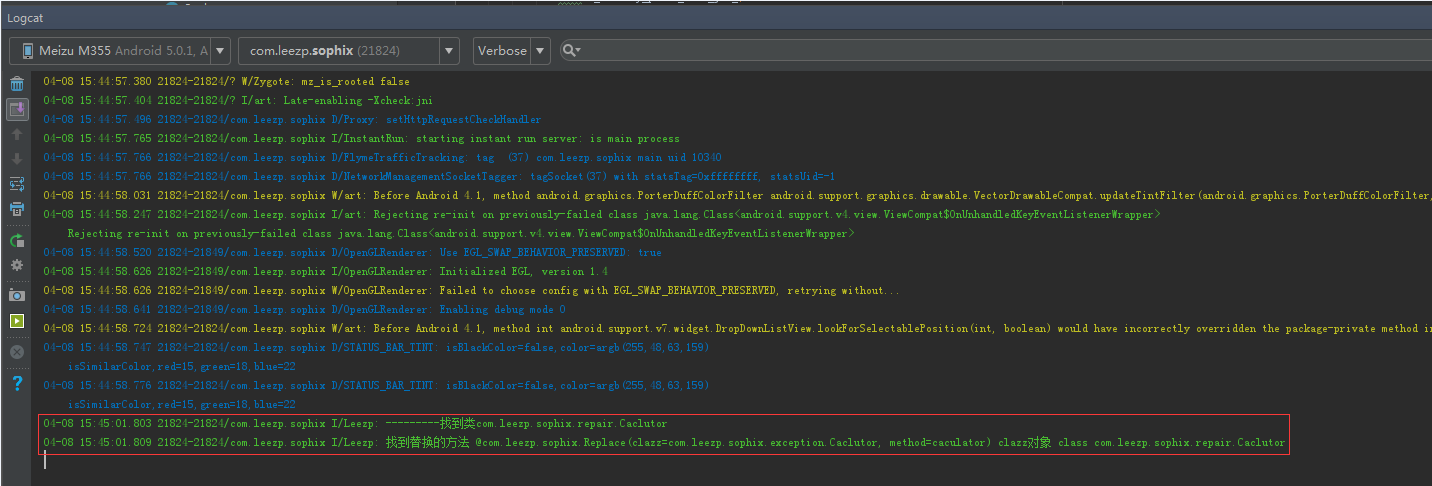 Logcat
Meizu M355 Android 5.0.1, A
com.leezp.sophix (21824)
Verbose
04-08 15:44:57.380 21824-21824/? W/Zygote: mz_is_rooted false
04-08 15:44:57.404 21824-21824/? I/art: Late-enabling -Xcheck:jni
04-08 15:44:57.496 21824-21824/com.leezp.sophix D/Proxy: setHttpRequestCheckHandler
04-08 15:44:57.765 21824-21824/com.leezp.sophix I/InstantRun: starting instant run server: is main process
04-08 15:44:57.766 21824-21824/com.leezp.sophix D/FlymeTrafficTracking: tag (37) com.leezp.sophix main uid 10340
04-08 15:44:57.766 21824-21824/com.leezp.sophix D/NetworkManagementSocketTagger: tagSocket(37) with statsTag=0xffffffff, statsUid=-1
04-08 15:44:58.031 21824-21824/com.leezp.sophix W/art: Before Android 4.1, method android.graphics.PorterDuffColorFilter android.support.graphics.drawable.VectorDrawableCompat.updateTintFilter(android.graphics.PorterDuffColorFilter,
04-08 15:44:58.247 21824-21824/com.leezp.sophix I/art: Rejecting re-init on previously-failed class java.lang.Class<android.support.v4.view.ViewCompat$OnUnhandledKeyEventListenerWrapper>
Rejecting re-init on previously-failed class java.lang.Class<android.support.v4.view.ViewCompat$OnUnhandledKeyEventListenerWrapper>
04-08 15:44:58.520 21824-21849/com.leezp.sophix D/OpenGLRenderer: Use EGL_SWAP_BEHAVIOR_PRESERVED: true
04-08 15:44:58.626 21824-21849/com.leezp.sophix I/OpenGLRenderer: Initialized EGL, version 1.4
04-08 15:44:58.626 21824-21849/com.leezp.sophix W/OpenGLRenderer: Failed to choose config with EGL_SWAP_BEHAVIOR_PRESERVED, retrying without...
04-08 15:44:58.641 21824-21849/com.leezp.sophix D/OpenGLRenderer: Enabling debug mode 0
04-08 15:44:58.724 21824-21824/com.leezp.sophix W/art: Before Android 4.1, method int android.support.v7.widget.DropDownListView.lookForSelectablePosition(int, boolean) would have incorrectly overridden the package-private method in
04-08 15:44:58.747 21824-21824/com.leezp.sophix D/STATUS_BAR_TINT: isBlackColor=false,color=argb(255,48,63,159)
isSimilarColor,red=15,green=18,blue=22
04-08 15:44:58.776 21824-21824/com.leezp.sophix D/STATUS_BAR_TINT: isBlackColor=false,color=argb(255,48,63,159)
isSimilarColor,red=15,green=18,blue=22
04-08 15:45:01.803 21824-21824/com.leezp.sophix I/Leezp: ---------找到类com.leezp.sophix.repair.Caclutor
04-08 15:45:01.809 21824-21824/com.leezp.sophix I/Leezp: 找到替换的方法 @com.leezp.sophix.Replace(clazz=com.leezp.sophix.exception.Caclutor, method=caculator) clazz对象 class com.leezp.sophix.repair.Caclutor